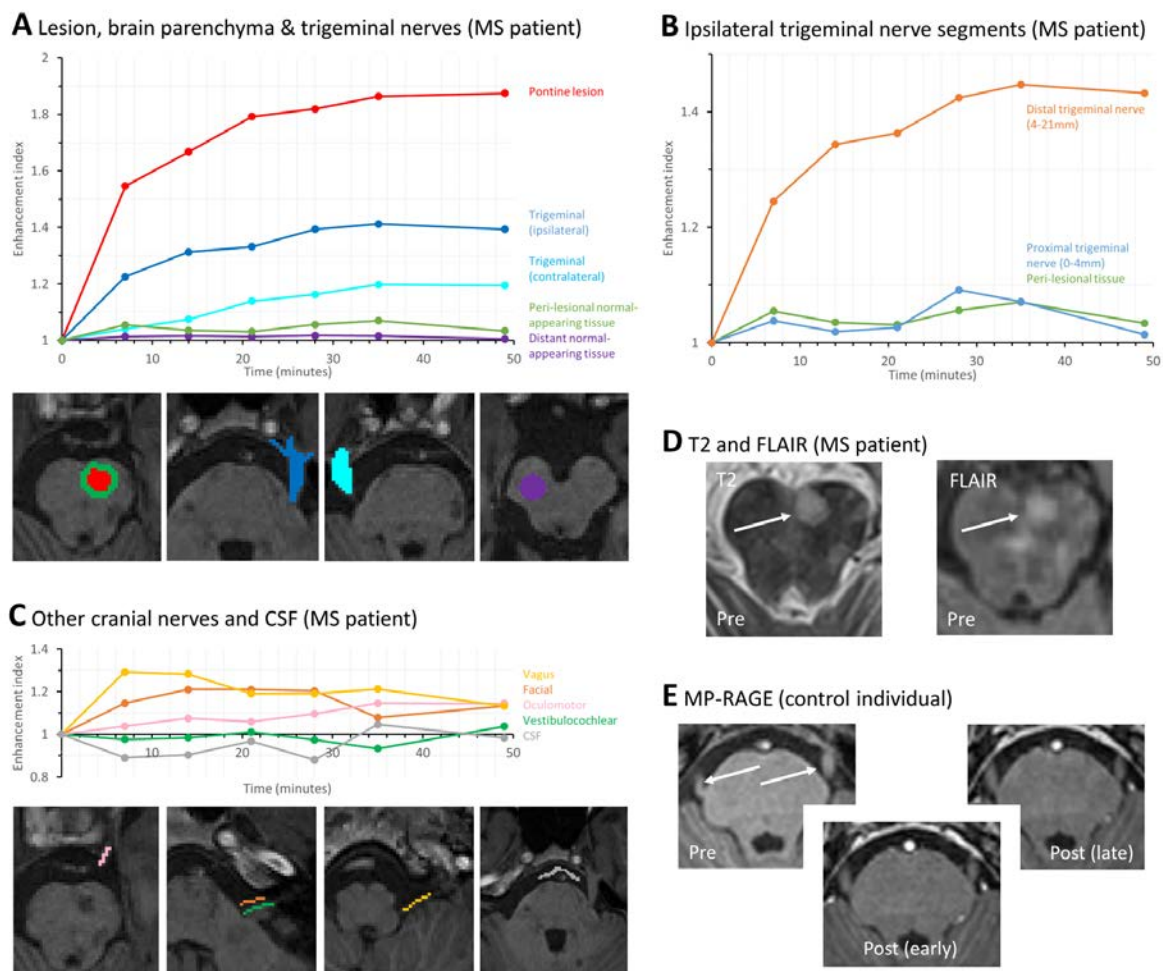 A Lesion, brain parenchyma & trigeminal nerves (MS patient)
2
1.8
1.6
1.4
1.2
1
Enhancement index
0
10
20
30
40
50
Time (minutes)
Pontine lesion
Trigeminal
(ipsilateral)
Trigeminal
(contralateral)
Peri-lesional normal-
appearing tissue
Distant normal-
appearing tissue
B Ipsilateral trigeminal nerve segments (MS patient)
1.4
1.2
1
Enhancement index
0
10
20
30
40
50
Time (minutes)
Distal trigeminal nerve
(4-21mm)
Proximal trigeminal
nerve (0-4mm)
Peri-lesional tissue
C Other cranial nerves and CSF (MS patient)
1.4
1.2
1
0.8
Enhancement index
10
20
30
40
50
Time (minutes)
Vagus
Facial
Oculomotor
Vestibulocochlear
CSF
D T2 and FLAIR (MS patient)
T2
Pre
FLAIR
Pre
E MP-RAGE (control individual)
Pre
Post (early)
Post (late)